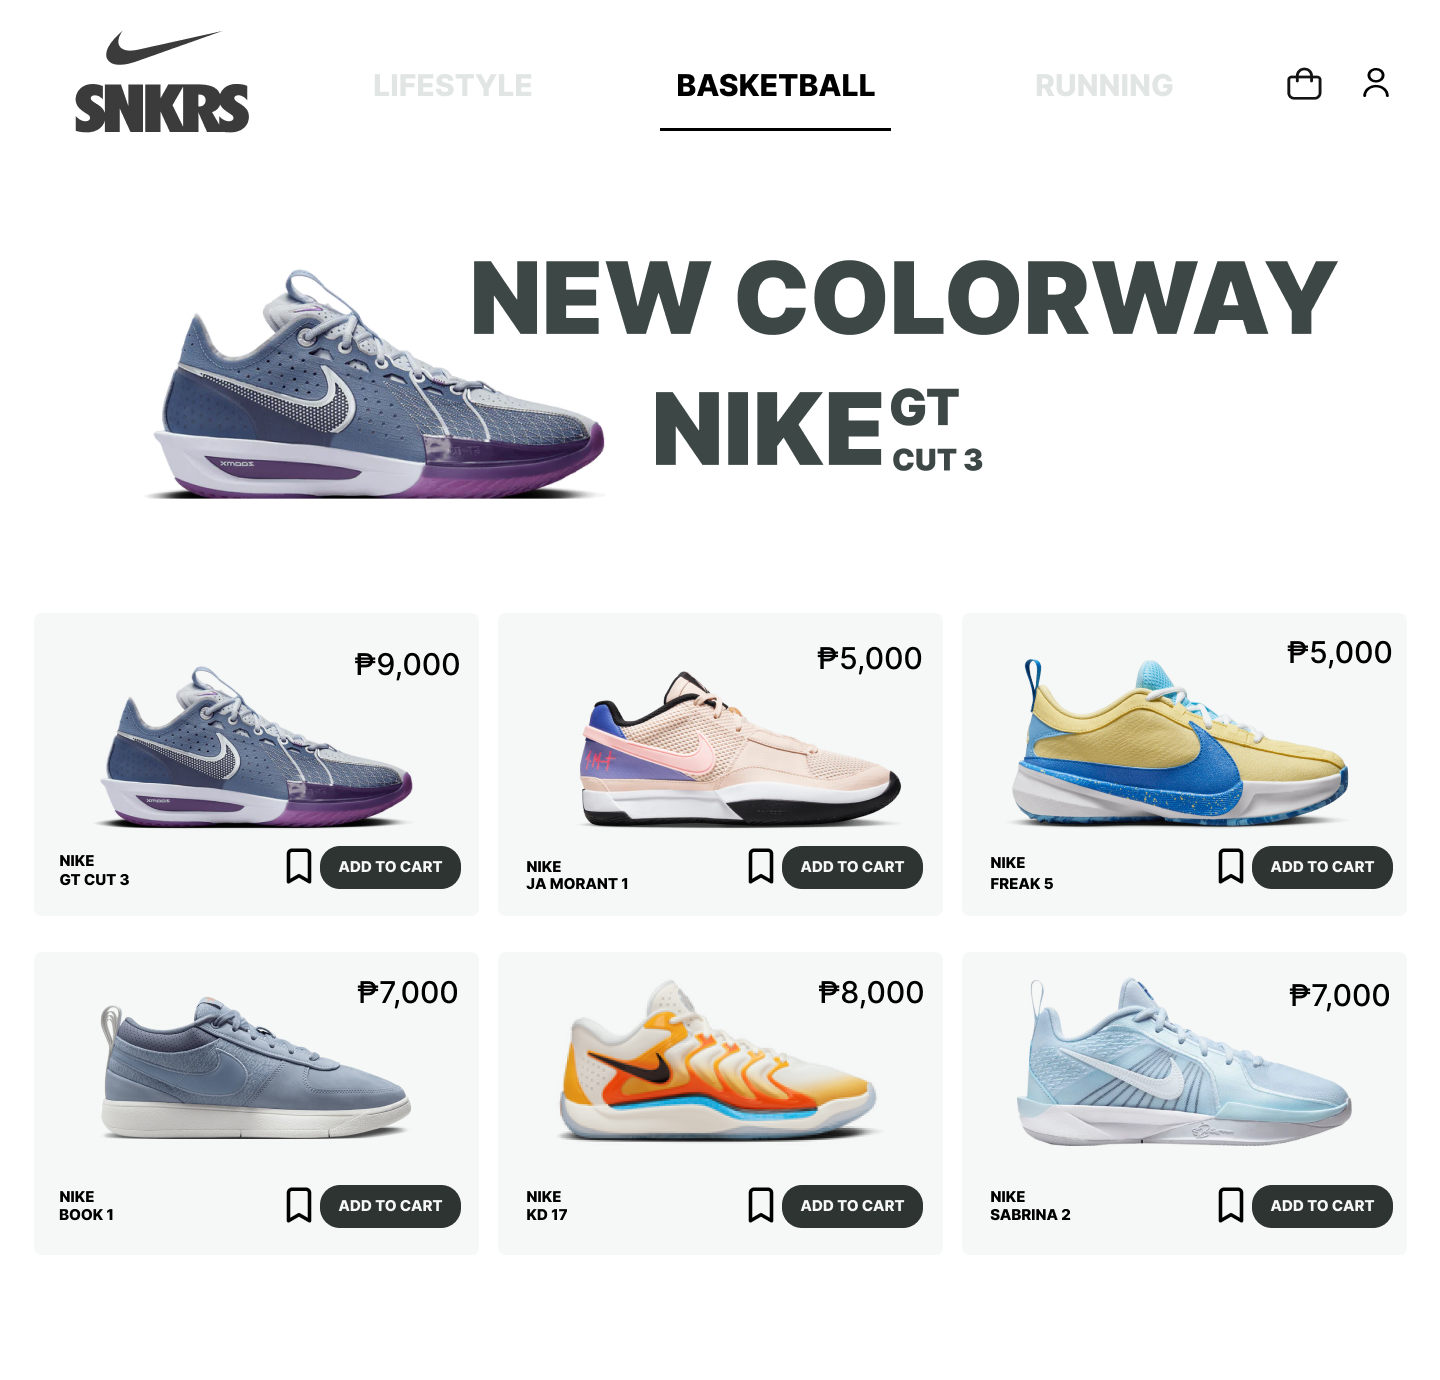 SNKRS
LIFESTYLE
BASKETBALL
RUNNING
NEW COLORWAY
NIKE GT
CUT 3
₱9,000
NIKE
GT CUT 3
ADD TO CART
₱5,000
NIKE
JA MORANT 1
ADD TO CART
₱5,000
NIKE
FREAK 5
ADD TO CART
₱7,000
NIKE
BOOK 1
ADD TO CART
₱8,000
NIKE
KD 17
ADD TO CART
₱7,000
NIKE
SABRINA 2
ADD TO CART